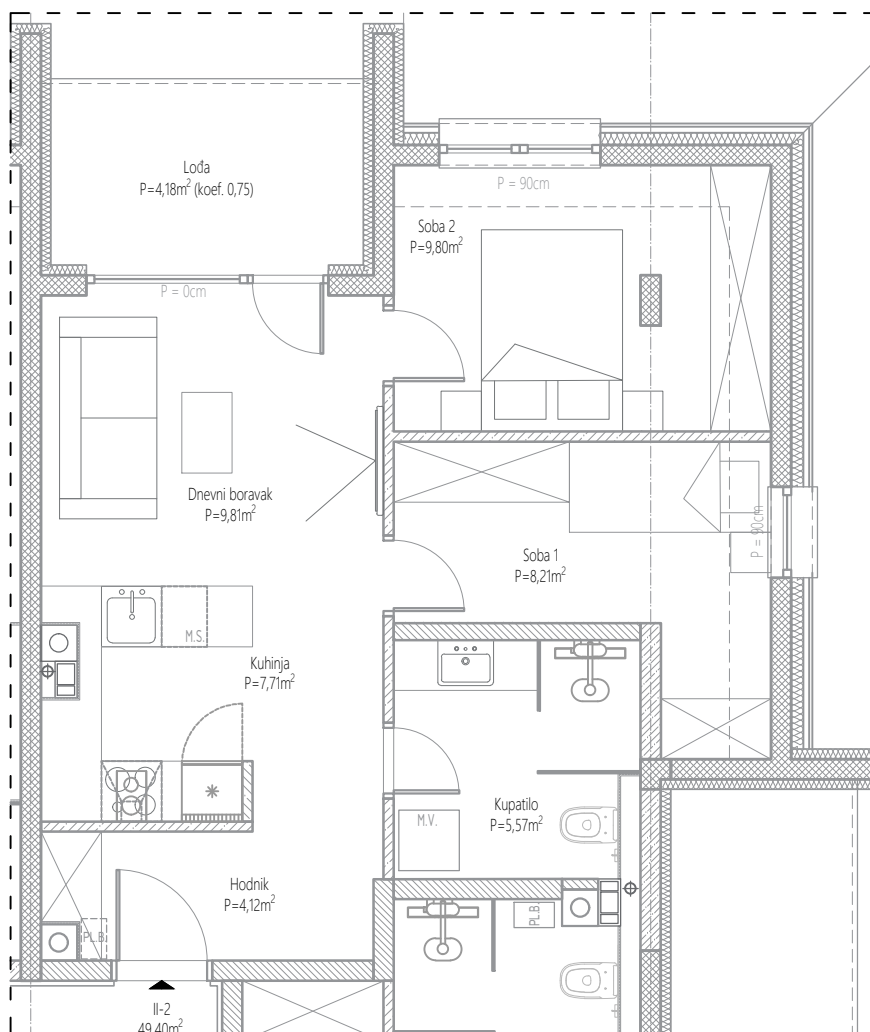 Lođa
P=4,18m² (koef. 0,75)
P = 90cm
Soba 2
P=9,80m²
P = 0cm
Dnevni boravak
P=9,81m²
P = 90cm
Soba 1
P=8,21m²
M.S.
Kuhinja
P=7,71m²
Kupatilo
P=5,57m²
M.V.
Hodnik
P=4,12m²
PL.B.
PL.B.
II-2
49,40m²